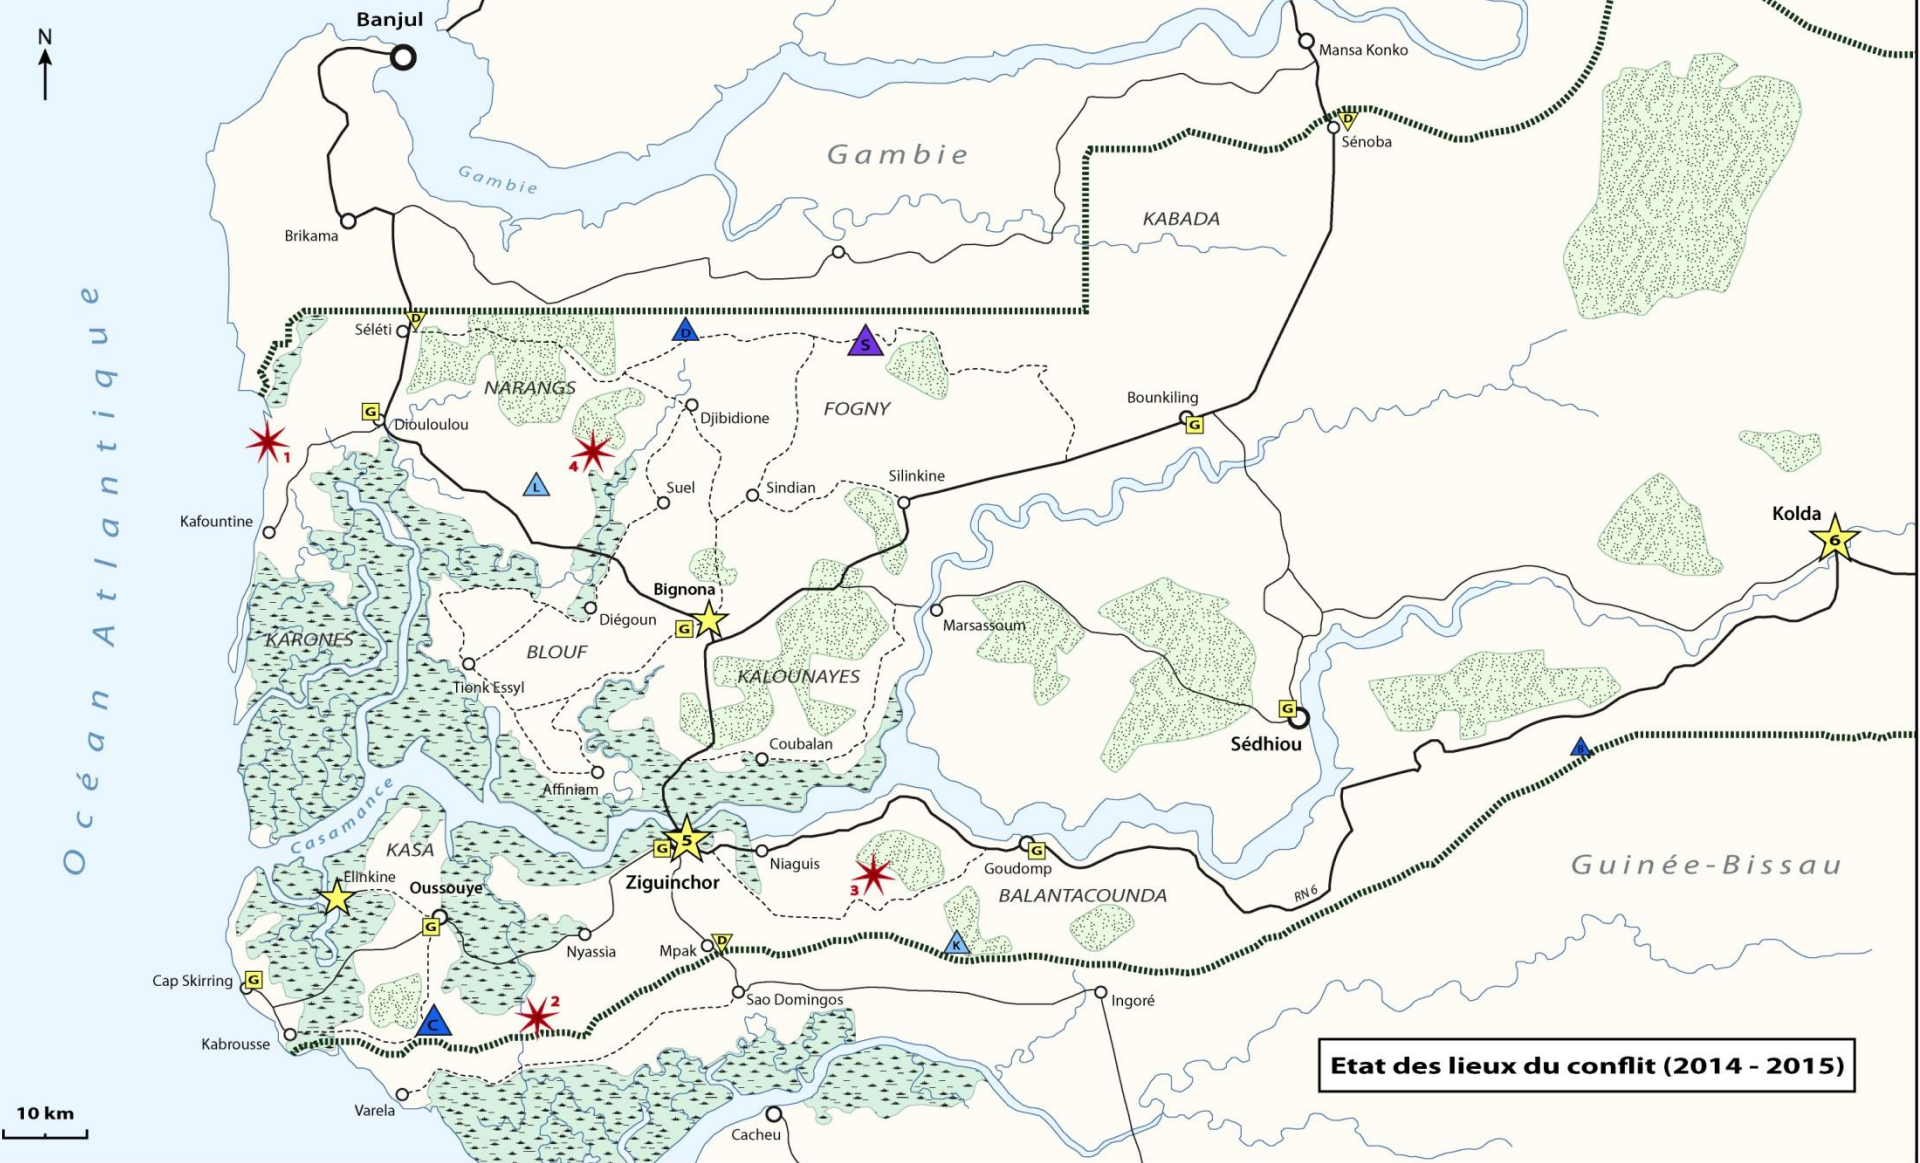 Banjul
N
Mansa Konko
D
Sénoba
Gambie
Gambie
KABADA
Brikama
Océan Atlantique
Séléti
D
D
S
NARANGS
FOGNY
Djibidione
Bounkiling
G
G
Diouloulou
1
4
L
Suel
Sindian
Silinkine
Kafountine
Kolda
6
Bignona
G
Diégoun
Marsassoum
KARONES
BLOUF
Tionk Essyl
KALOUNAYES
G
Sédhiou
Coubalan
B
Affiniam
Casamance
KASA
5
G
Niaguis
Ziguinchor
3
Goudomp
G
BALANTACOUNDA
RN 6
Guinée-Bissau
Elinkine
Oussouye
G
Nyassia
Mpak
D
K
Cap Skirring
G
Sao Domingos
Ingoré
2
C
Kabrousse
Etat des lieux du conflit (2014 - 2015)
Varela
10 km
Cacheu